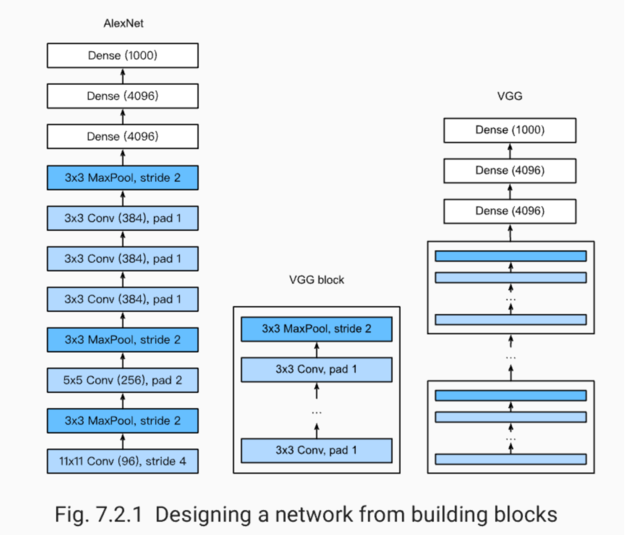 AlexNet
Dense (1000)
Dense (4096)
Dense (4096)
3x3 MaxPool, stride 2
3x3 Conv (384), pad 1
3x3 Conv (384), pad 1
3x3 Conv (384), pad 1
3x3 MaxPool, stride 2
5x5 Conv (256), pad 2
3x3 MaxPool, stride 2
11x11 Conv (96), stride 4
VGG block
3x3 MaxPool, stride 2
3x3 Conv, pad 1
...
3x3 Conv, pad 1
VGG
Dense (1000)
Dense (4096)
Dense (4096)
...
...
...
Fig. 7.2.1 Designing a network from building blocks